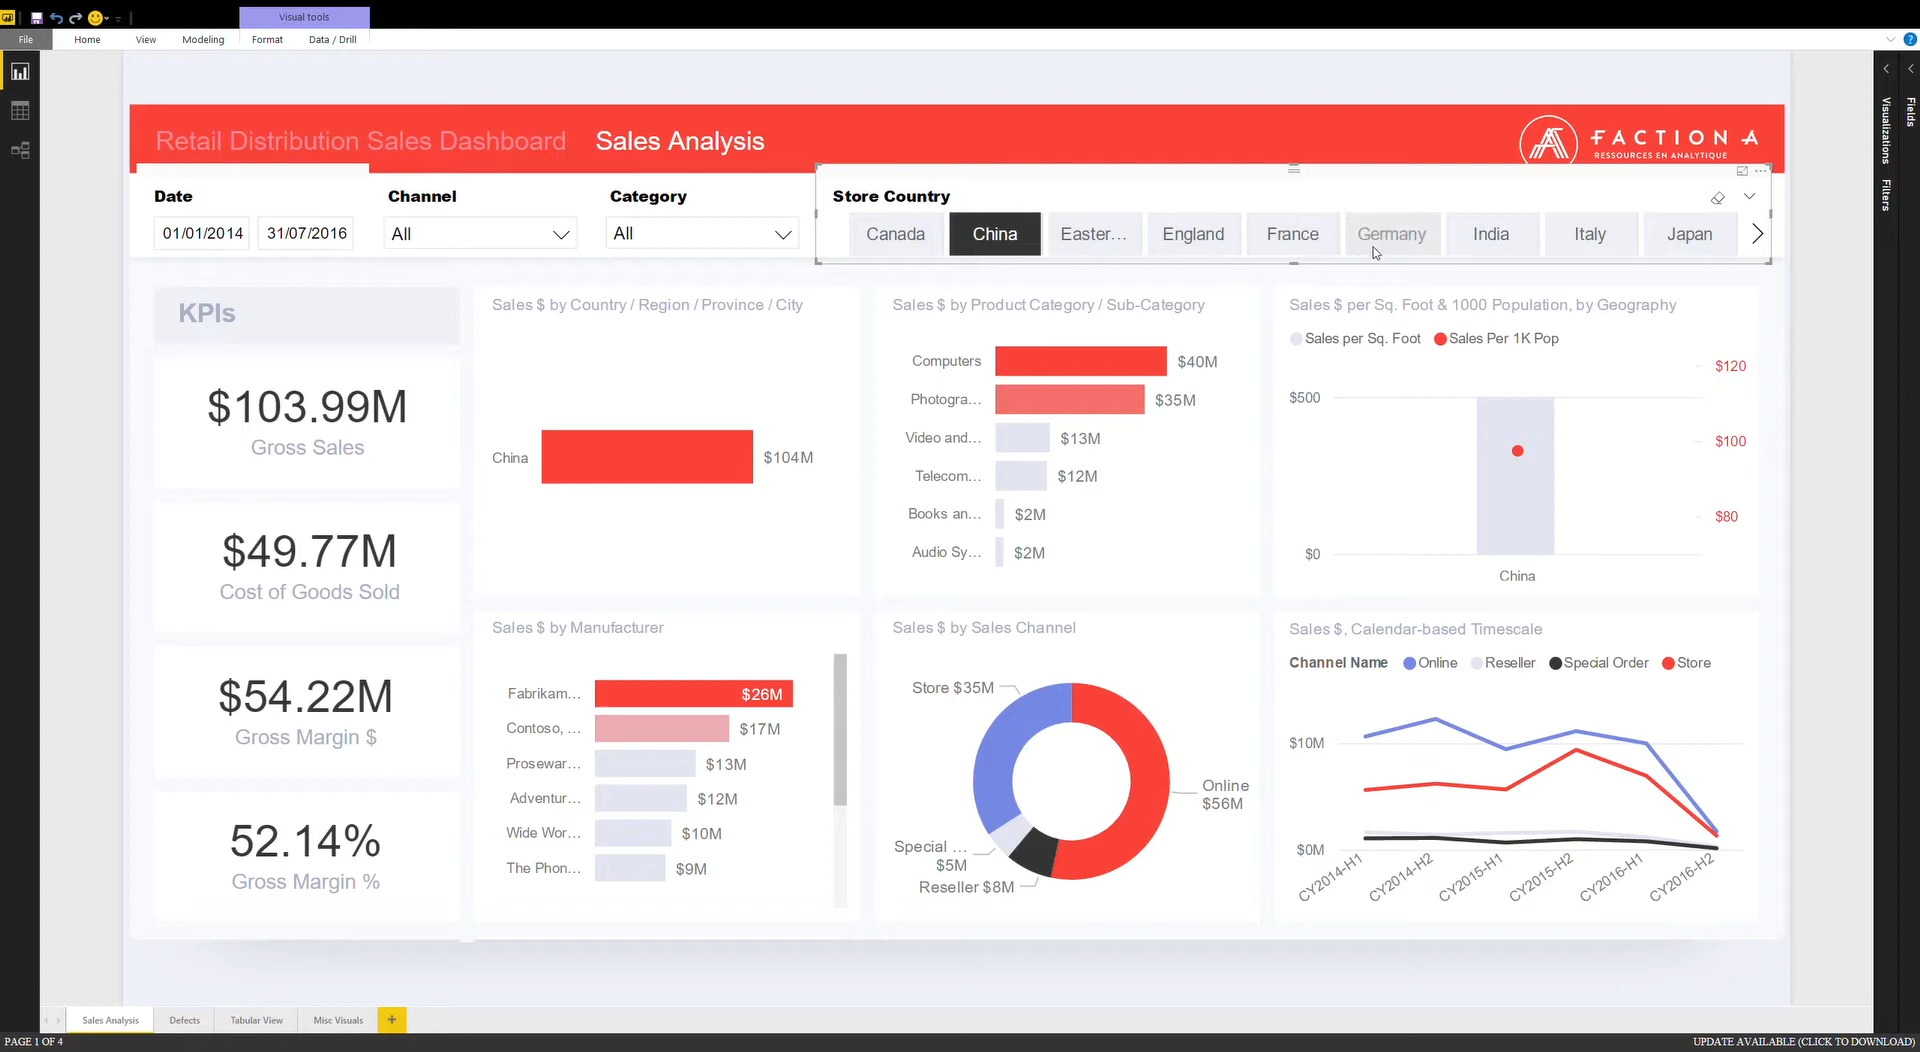 Visual tools
File Home View Modeling Format Data / Drill
Retail Distribution Sales Dashboard Sales Analysis
FACTION A
RESSOURCES EN ANALYTIQUE
Date Channel Category Store Country
01/01/2014 31/07/2016 All All
Canada China Easter... England France Germany India Italy Japan
Visualizations
Fields
Filters
KPIs
$103.99M
Gross Sales
$49.77M
Cost of Goods Sold
$54.22M
Gross Margin $
52.14%
Gross Margin %
Sales $ by Country / Region / Province / City
China $104M
Sales $ by Product Category / Sub-Category
Computers $40M
Photogra... $35M
Video and... $13M
Telecom... $12M
Books an... $2M
Audio Sy... $2M
Sales $ per Sq. Foot & 1000 Population, by Geography
Sales per Sq. Foot Sales Per 1K Pop
$120
$500
$100
$80
$0
China
Sales $ by Manufacturer
Fabrikam... $26M
Contoso, ... $17M
Prosewar... $13M
Adventur... $12M
Wide Wor... $10M
The Phon... $9M
Sales $ by Sales Channel
Store $35M
Online
$56M
Special ...
$5M
Reseller $8M
Sales $, Calendar-based Timescale
Channel Name Online Reseller Special Order Store
$10M
$0M
CY2014-H1 CY2014-H2 CY2015-H1 CY2015-H2 CY2016-H1 CY2016-H2
Sales Analysis Defects Tabular View Misc Visuals +
PAGE 1 OF 4 UPDATE AVAILABLE (CLICK TO DOWNLOAD)